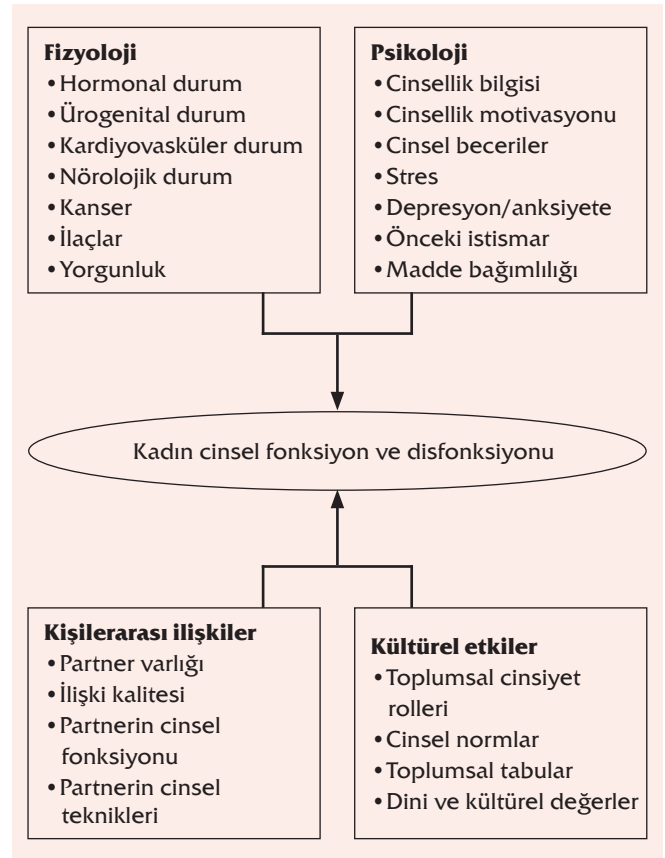 Fizyoloji
• Hormonal durum
• Ürogenital durum
• Kardiyovasküler durum
• Nörolojik durum
• Kanser
• İlaçlar
• Yorgunluk
Psikoloji
• Cinsellik bilgisi
• Cinsellik motivasyonu
• Cinsel beceriler
• Stres
• Depresyon/anksiyete
• Önceki istismar
• Madde bağımlılığı
Kadın cinsel fonksiyon ve disfonksiyonu
Kişilerarası ilişkiler
• Partner varlığı
• İlişki kalitesi
• Partnerin cinsel
fonksiyonu
• Partnerin cinsel
teknikleri
Kültürel etkiler
• Toplumsal cinsiyet
rolleri
• Cinsel normlar
• Toplumsal tabular
• Dini ve kültürel değerler